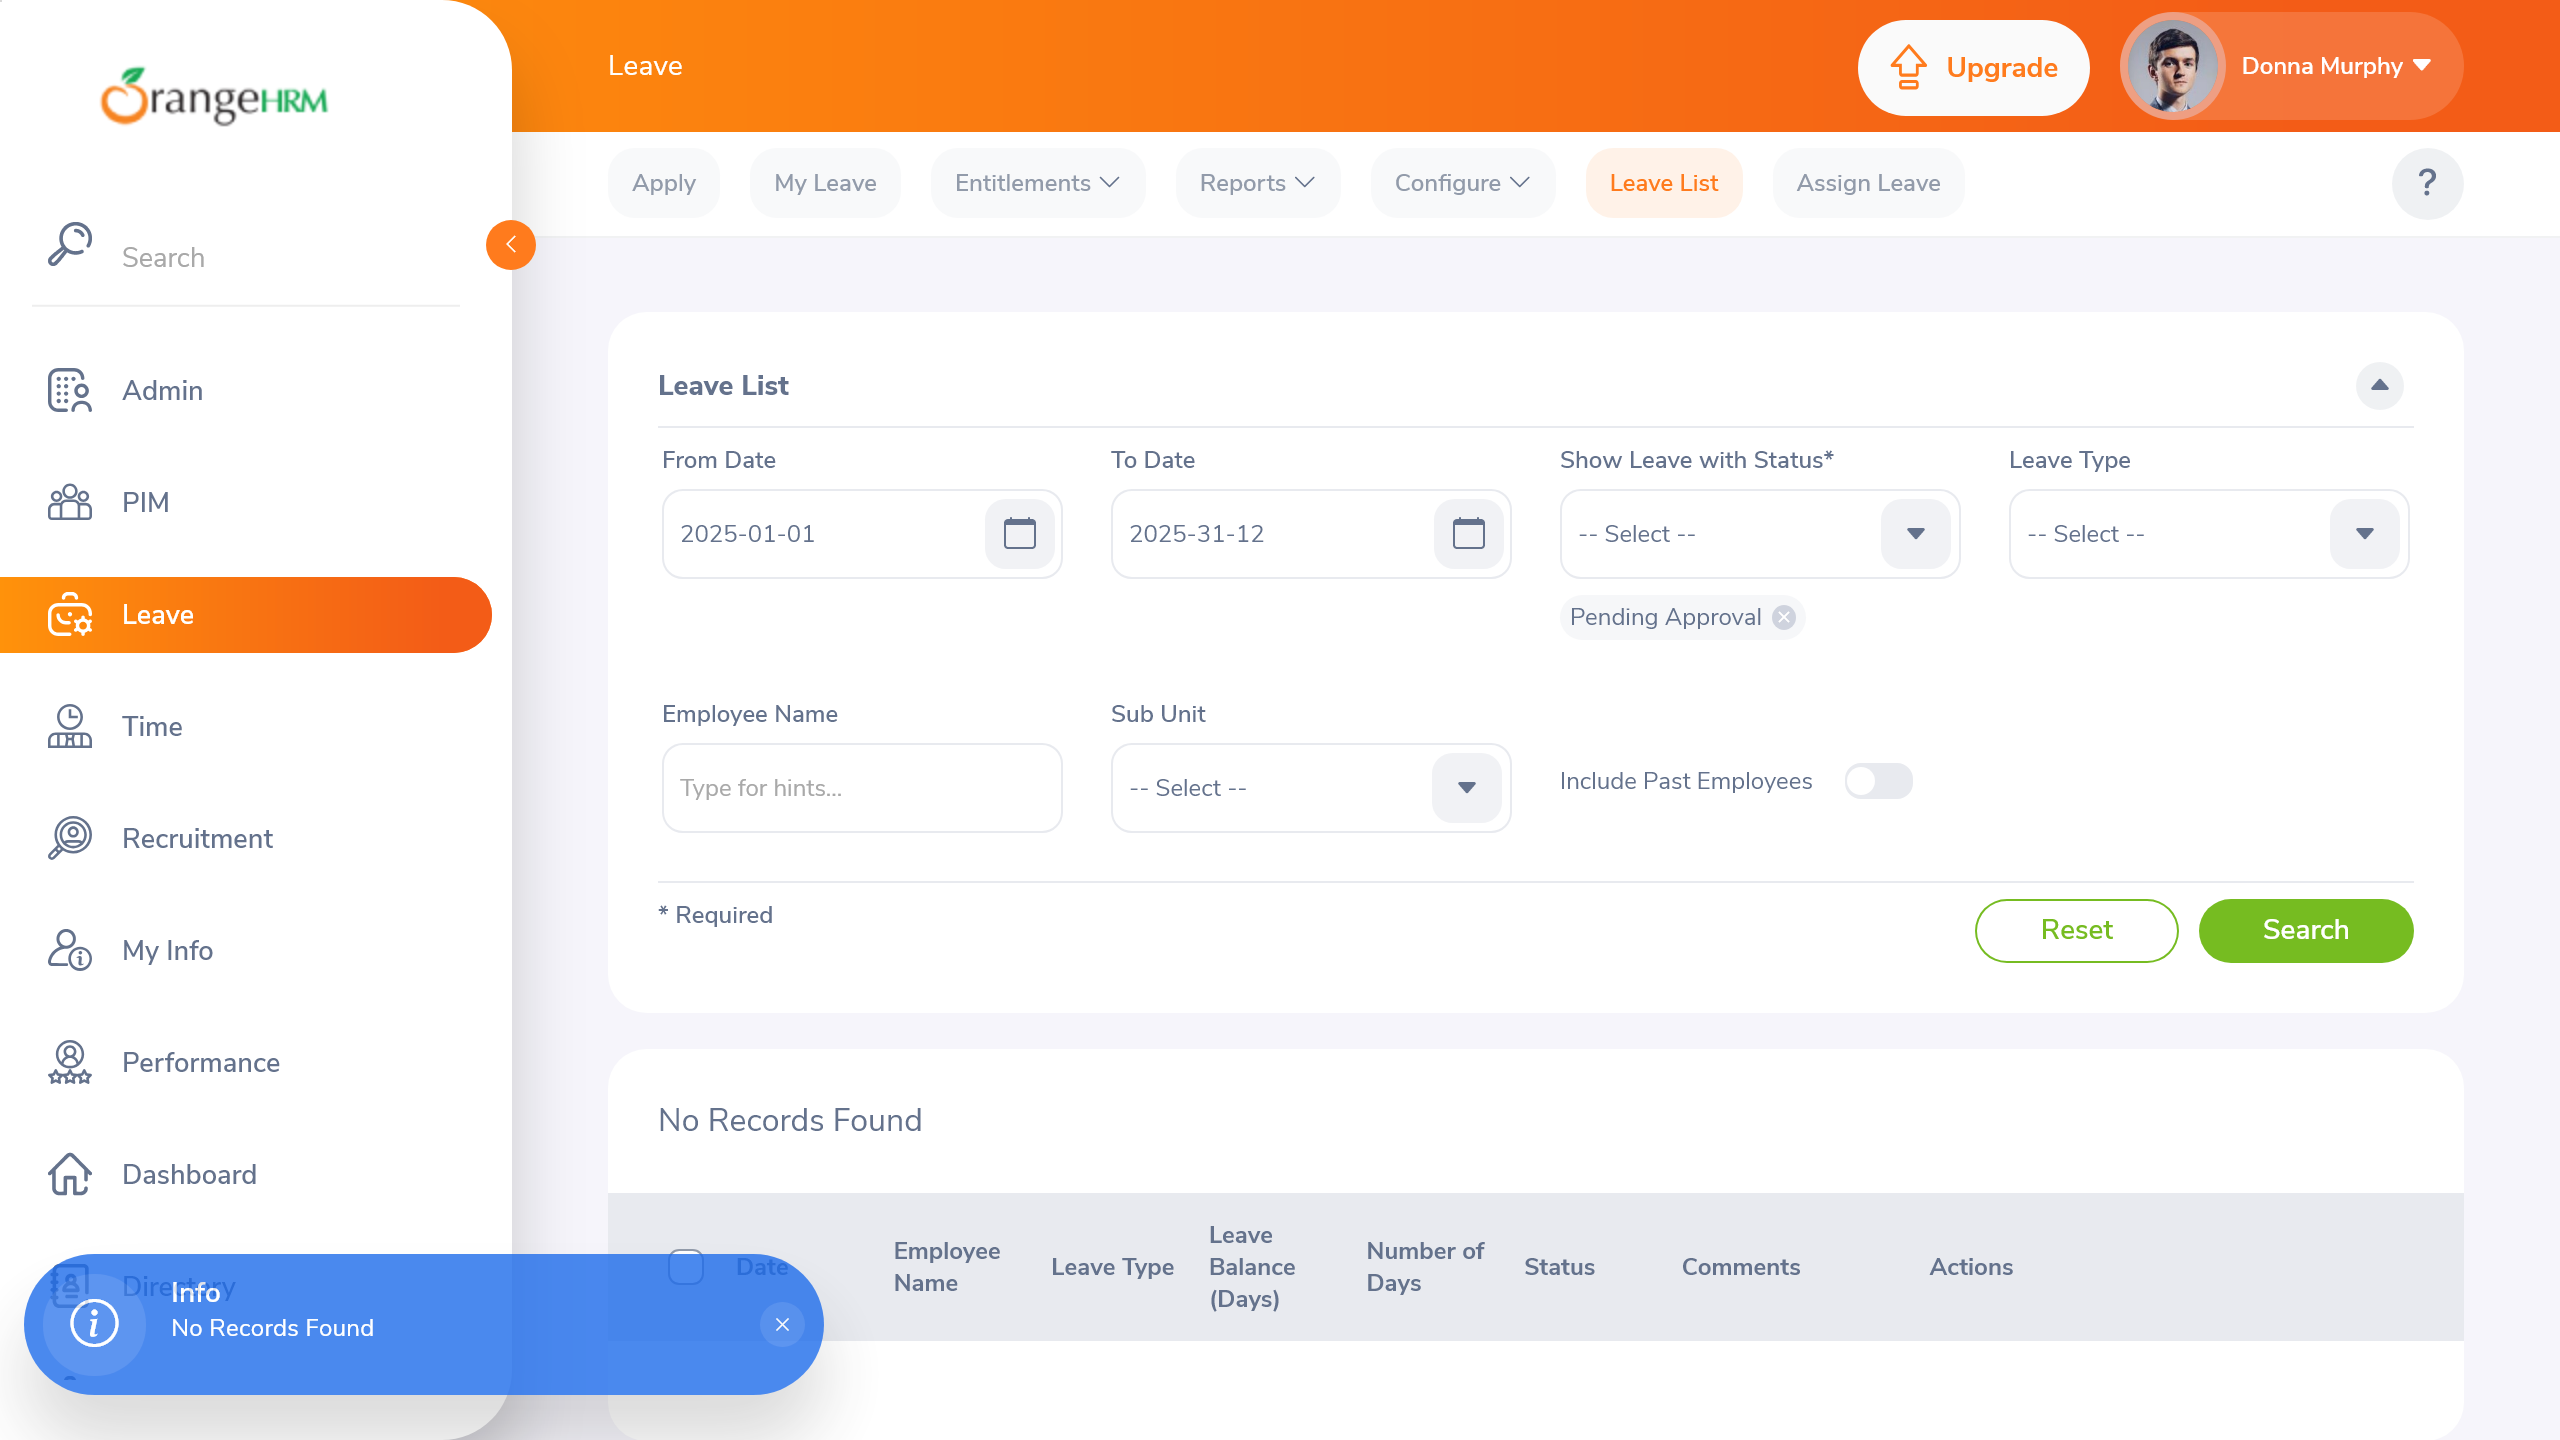 OrangeHRM
Leave
Upgrade
Donna Murphy
Apply
My Leave
Entitlements
Reports
Configure
Leave List
Assign Leave
?
Search
Admin
PIM
Leave
Time
Recruitment
My Info
Performance
Dashboard
Directory
Leave List
From Date
To Date
Show Leave with Status*
Leave Type
2025-01-01
2025-31-12
-- Select --
-- Select --
Pending Approval
Employee Name
Sub Unit
Type for hints...
-- Select --
Include Past Employees
* Required
Reset
Search
No Records Found
Date
Employee
Name
Leave Type
Leave
Balance
(Days)
Number of
Days
Status
Comments
Actions
Info
No Records Found